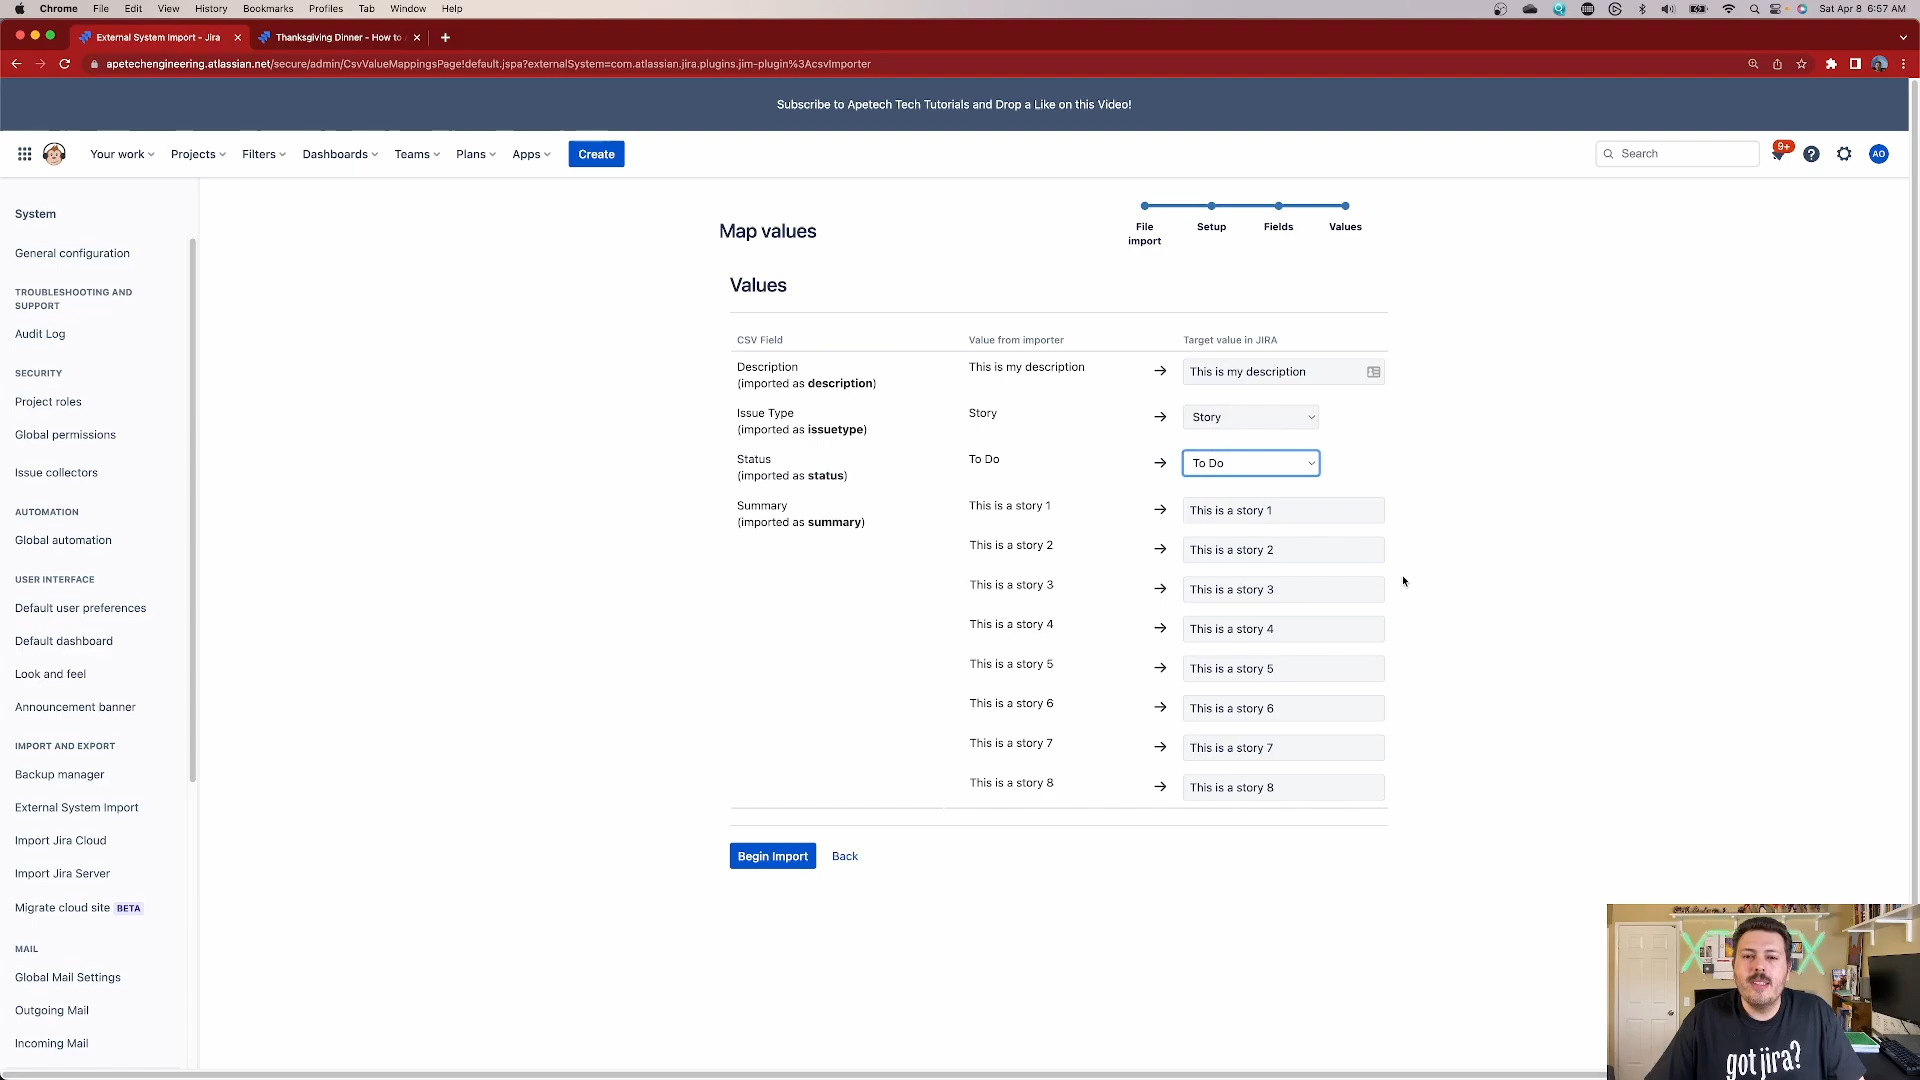 Chrome File Edit View History Bookmarks Profiles Tab Window Help
Sat Apr 8 6:57 AM
External System Import - Jira
Thanksgiving Dinner - How to
apetechengineering.atlassian.net/secure/admin/CsvValueMappingsPage!default.jspa?externalSystem=com.atlassian.jira.plugins.jim-plugin%3AcsvImporter
Subscribe to Apetech Tech Tutorials and Drop a Like on this Video!
Your work Projects Filters Dashboards Teams Plans Apps Create
Search 9+ AO
System
General configuration
TROUBLESHOOTING AND
SUPPORT
Audit Log
SECURITY
Project roles
Global permissions
Issue collectors
AUTOMATION
Global automation
USER INTERFACE
Default user preferences
Default dashboard
Look and feel
Announcement banner
IMPORT AND EXPORT
Backup manager
External System Import
Import Jira Cloud
Import Jira Server
Migrate cloud site BETA
MAIL
Global Mail Settings
Outgoing Mail
Incoming Mail
Map values
File
import
Setup
Fields
Values
Values
CSV Field Value from importer Target value in JIRA
Description This is my description This is my description
(imported as description)
Issue Type Story Story
(imported as issuetype)
Status To Do To Do
(imported as status)
Summary This is a story 1 This is a story 1
(imported as summary)
This is a story 2 This is a story 2
This is a story 3 This is a story 3
This is a story 4 This is a story 4
This is a story 5 This is a story 5
This is a story 6 This is a story 6
This is a story 7 This is a story 7
This is a story 8 This is a story 8
Begin Import Back
got jira?